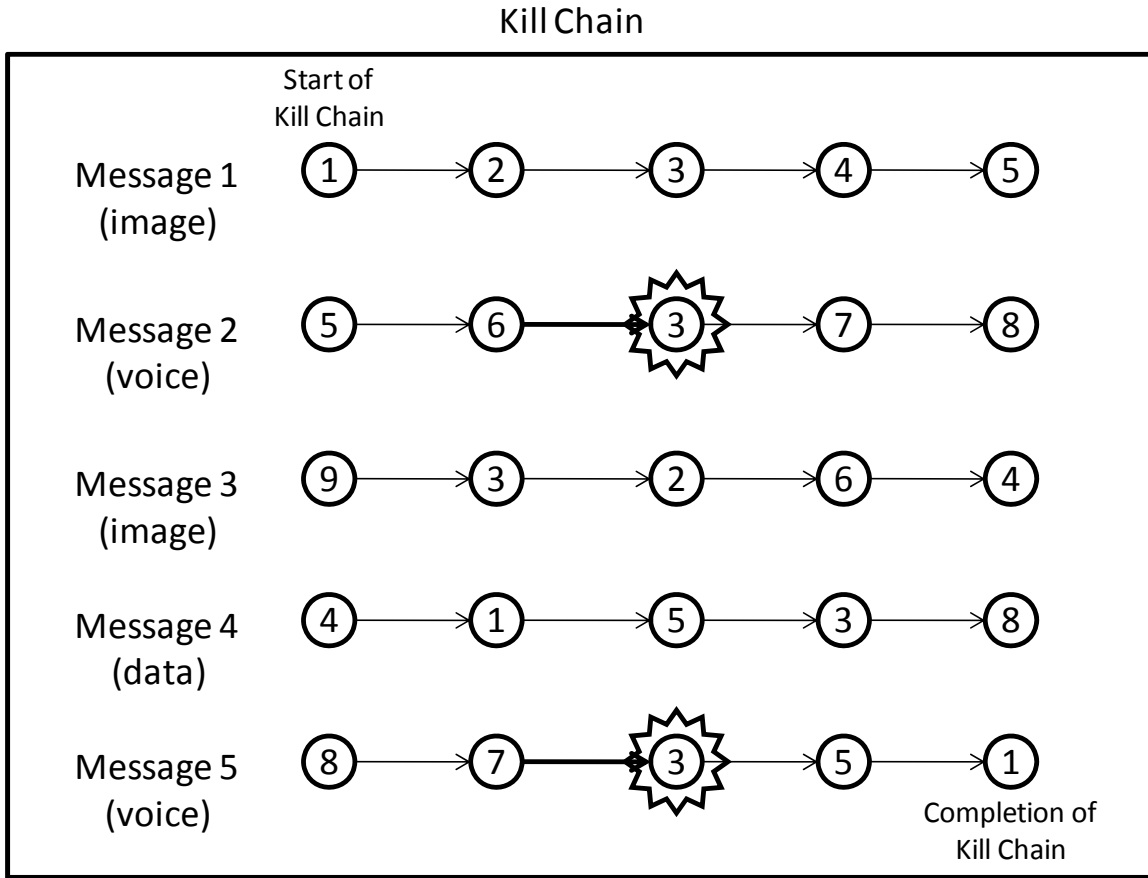 Kill Chain
Start of
Kill Chain
Message 1
(image)
1 2 3 4 5
Message 2
(voice)
5 6 3 7 8
Message 3
(image)
9 3 2 6 4
Message 4
(data)
4 1 5 3 8
Message 5
(voice)
8 7 3 5 1
Completion of
Kill Chain